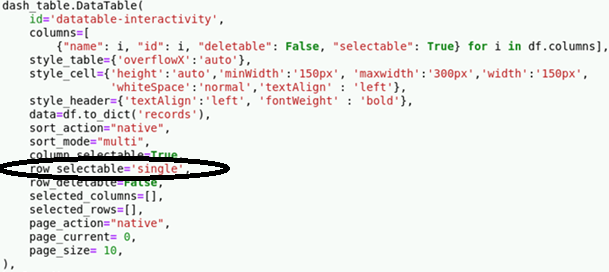 dash_table.DataTable(
id='datatable-interactivity',
columns=[
{"name": i, "id": i, "deletable": False, "selectable": True} for i in df.columns],
style_table={'overflowX':'auto'},
style_cell={'height':'auto','minWidth':'150px', 'maxwidth':'300px','width':'150px',
'whiteSpace':'normal','textAlign' : 'left'},
style_header={'textAlign':'left', 'fontWeight' : 'bold'},
data=df.to_dict('records'),
sort_action="native",
sort_mode="multi",
column_selectable=True,
row_selectable='single',
row_deletable=False,
selected_columns=[],
selected_rows=[],
page_action="native",
page_current= 0,
page_size= 10,
),